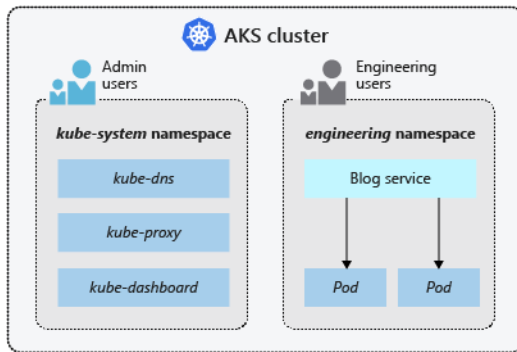 AKS cluster
Admin
users
kube-system namespace
kube-dns
kube-proxy
kube-dashboard
Engineering
users
engineering namespace
Blog service
Pod
Pod